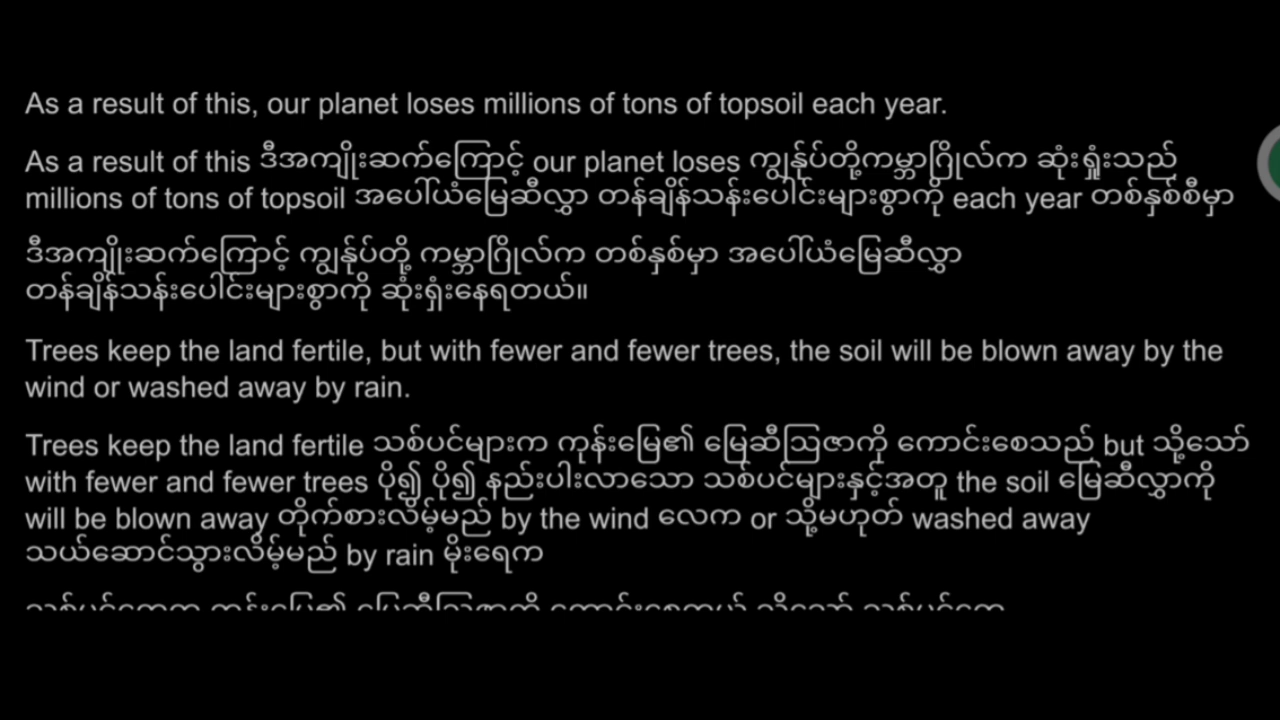 As a result of this, our planet loses millions of tons of topsoil each year.
As a result of this ဒီအကျိုးဆက်ကြောင့် our planet loses ကျွန်ုပ်တို့ကမ္ဘာဂြိုလ်က ဆုံးရှုံးသည်
millions of tons of topsoil အပေါ်ယံမြေဆီလွှာ တန်ချိန်သန်းပေါင်းများစွာကို each year တစ်နှစ်စီမှာ
ဒီအကျိုးဆက်ကြောင့် ကျွန်ုပ်တို့ ကမ္ဘာဂြိုလ်က တစ်နှစ်မှာ အပေါ်ယံမြေဆီလွှာ
တန်ချိန်သန်းပေါင်းများစွာကို ဆုံးရှုံးနေရတယ်။
Trees keep the land fertile, but with fewer and fewer trees, the soil will be blown away by the
wind or washed away by rain.
Trees keep the land fertile သစ်ပင်များက ကုန်းမြေ၏ မြေဆီဩဇာကို ကောင်းစေသည် but သို့သော်
with fewer and fewer trees ပို၍ ပို၍ နည်းပါးလာသော သစ်ပင်များနှင့်အတူ the soil မြေဆီလွှာကို
will be blown away တိုက်စားလိမ့်မည် by the wind လေက or သို့မဟုတ် washed away
သယ်ဆောင်သွားလိမ့်မည် by rain မိုးရေက